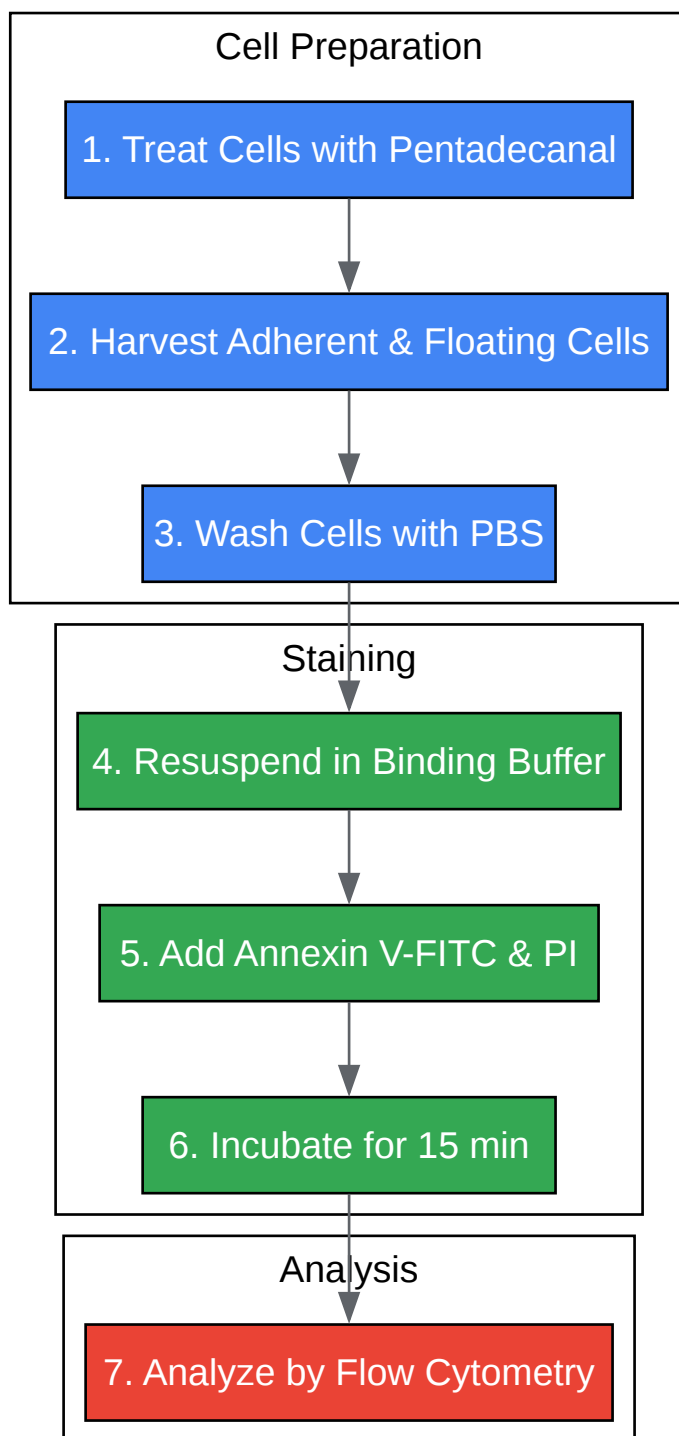 Cell Preparation
1. Treat Cells with Pentadecanal
2. Harvest Adherent & Floating Cells
3. Wash Cells with PBS
Staining
4. Resuspend in Binding Buffer
5. Add Annexin V-FITC & PI
6. Incubate for 15 min
Analysis
7. Analyze by Flow Cytometry